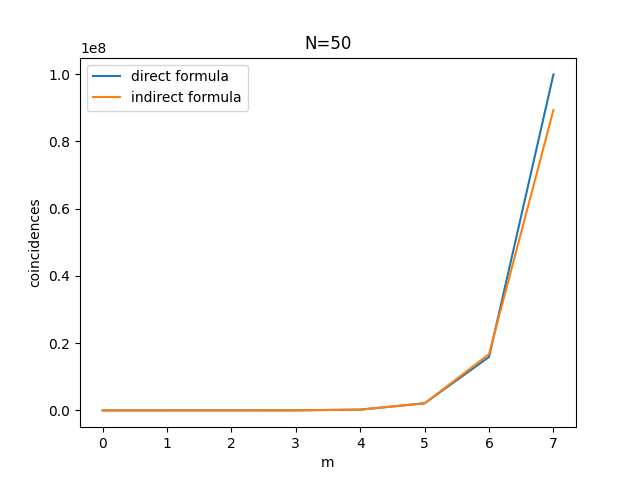 N=50
1e8
direct formula
indirect formula
1.0
0.8
0.6
0.4
0.2
0.0
coincidences
0 1 2 3 4 5 6 7
m